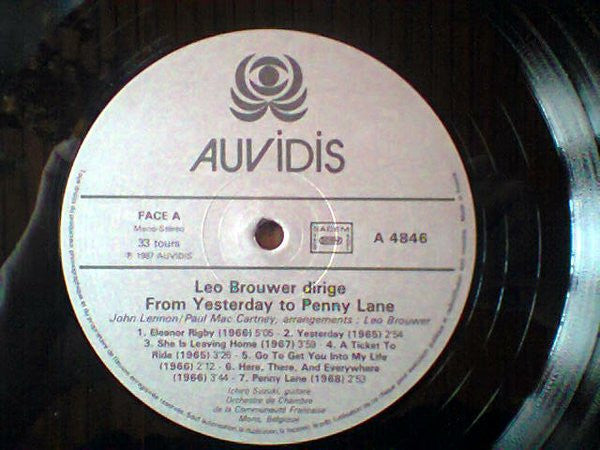 AUVIDIS
FACE A
Mono-Stéréo
33 tours
℗ 1987 AUVIDIS
SADEM
A 4846
Leo Brouwer dirige
From Yesterday to Penny Lane
John Lennon/Paul Mac Cartney, arrangements : Leo Brouwer
1. Eleanor Rigby (1966) 5'05 - 2. Yesterday (1965) 2'54
3. She Is Leaving Home (1967) 3'59 - 4. A Ticket To
Ride (1965) 3'26 - 5. Go To Get You Into My Life
(1966) 2'12 - 6. Here, There, And Everywhere
(1966) 3'44 - 7. Penny Lane (1968) 2'53
Ichiro Suzuki, guitare
Orchestre de Chambre
de la Communauté Francaise
Mons, Belgique